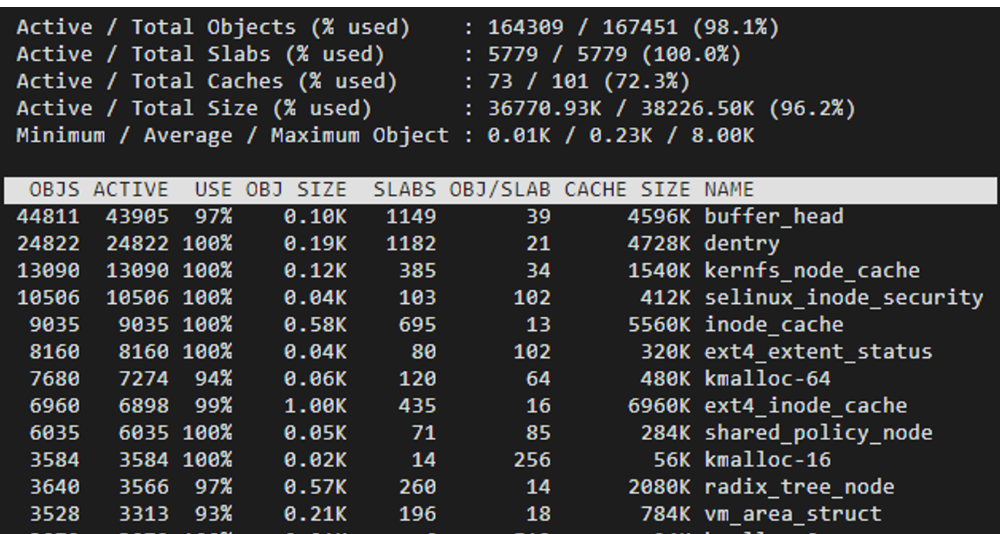 Active / Total Objects (% used)    : 164309 / 167451 (98.1%)
Active / Total Slabs (% used)      : 5779 / 5779 (100.0%)
Active / Total Caches (% used)     : 73 / 101 (72.3%)
Active / Total Size (% used)       : 36770.93K / 38226.50K (96.2%)
Minimum / Average / Maximum Object : 0.01K / 0.23K / 8.00K
OBJS ACTIVE  USE OBJ SIZE  SLABS OBJ/SLAB CACHE SIZE NAME
44811  43905  97%    0.10K   1149       39      4596K buffer_head
24822  24822 100%    0.19K   1182       21      4728K dentry
13090  13090 100%    0.12K    385       34      1540K kernfs_node_cache
10506  10506 100%    0.04K    103      102       412K selinux_inode_security
9035   9035 100%    0.58K    695       13      5560K inode_cache
8160   8160 100%    0.04K     80      102       320K ext4_extent_status
7680   7274  94%    0.06K    120       64       480K kmalloc-64
6960   6898  99%    1.00K    435       16      6960K ext4_inode_cache
6035   6035 100%    0.05K     71       85       284K shared_policy_node
3584   3584 100%    0.02K     14      256        56K kmalloc-16
3640   3566  97%    0.57K    260       14      2080K radix_tree_node
3528   3313  93%    0.21K    196       18       784K vm_area_struct